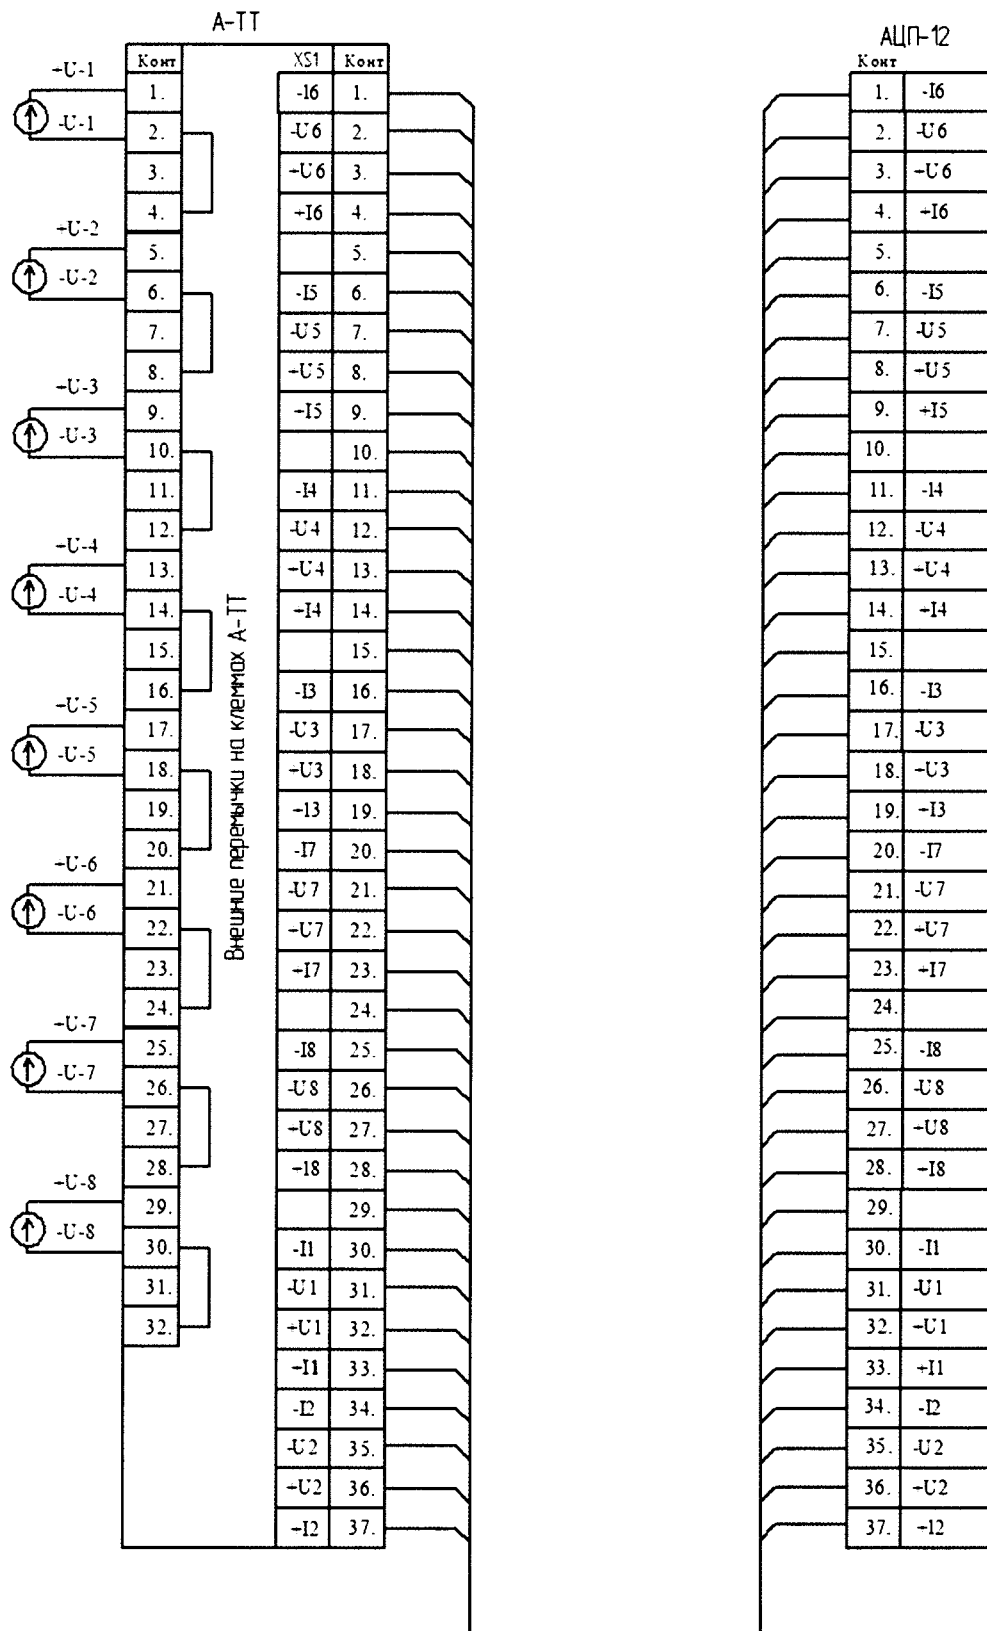 А-ТТ
АЦП-12
Конт
XS1
Конт
Конт
+U-1
-U-1
+U-2
-U-2
+U-3
-U-3
+U-4
-U-4
+U-5
-U-5
+U-6
-U-6
+U-7
-U-7
+U-8
-U-8
1.
2.
3.
4.
5.
6.
7.
8.
9.
10.
11.
12.
13.
14.
15.
16.
17.
18.
19.
20.
21.
22.
23.
24.
25.
26.
27.
28.
29.
30.
31.
32.
Внешние перемычки на клеммах А-ТТ
-I6 1.
-U6 2.
+U6 3.
+I6 4.
5.
-I5 6.
-U5 7.
+U5 8.
+I5 9.
10.
-I4 11.
-U4 12.
+U4 13.
+I4 14.
15.
-I3 16.
-U3 17.
+U3 18.
+I3 19.
-I7 20.
-U7 21.
+U7 22.
+I7 23.
24.
-I8 25.
-U8 26.
+U8 27.
+I8 28.
29.
-I1 30.
-U1 31.
+U1 32.
+I1 33.
-I2 34.
-U2 35.
+U2 36.
+I2 37.
1. -I6
2. -U6
3. +U6
4. +I6
5.
6. -I5
7. -U5
8. +U5
9. +I5
10.
11. -I4
12. -U4
13. +U4
14. +I4
15.
16. -I3
17. -U3
18. +U3
19. +I3
20. -I7
21. -U7
22. +U7
23. +I7
24.
25. -I8
26. -U8
27. +U8
28. +I8
29.
30. -I1
31. -U1
32. +U1
33. +I1
34. -I2
35. -U2
36. +U2
37. +I2